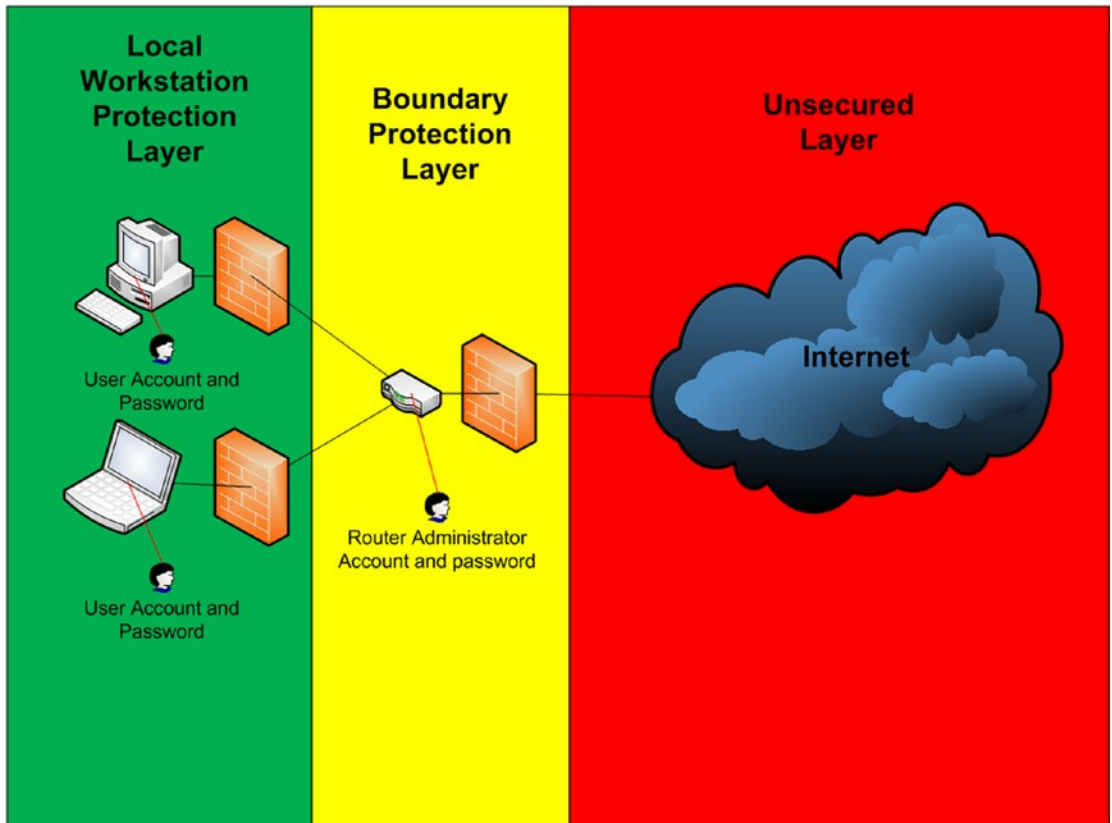 Local
Workstation
Protection
Layer
Boundary
Protection
Layer
Unsecured
Layer
User Account and
Password
User Account and
Password
Router Administrator
Account and password
Internet